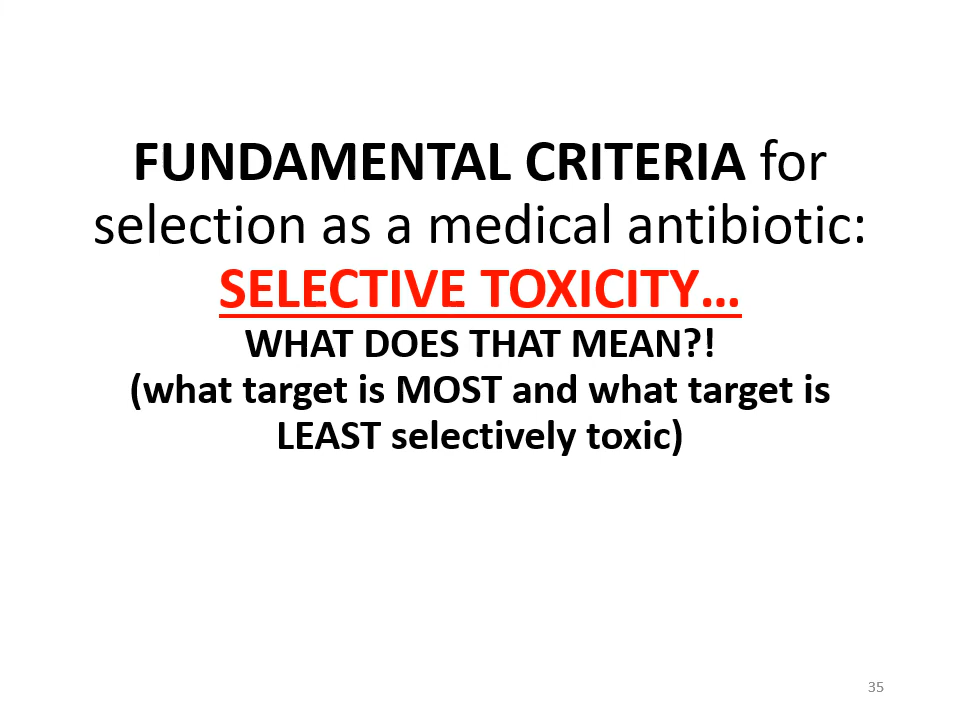 FUNDAMENTAL CRITERIA for
selection as a medical antibiotic:
SELECTIVE TOXICITY…
WHAT DOES THAT MEAN?!
(what target is MOST and what target is
LEAST selectively toxic)
35